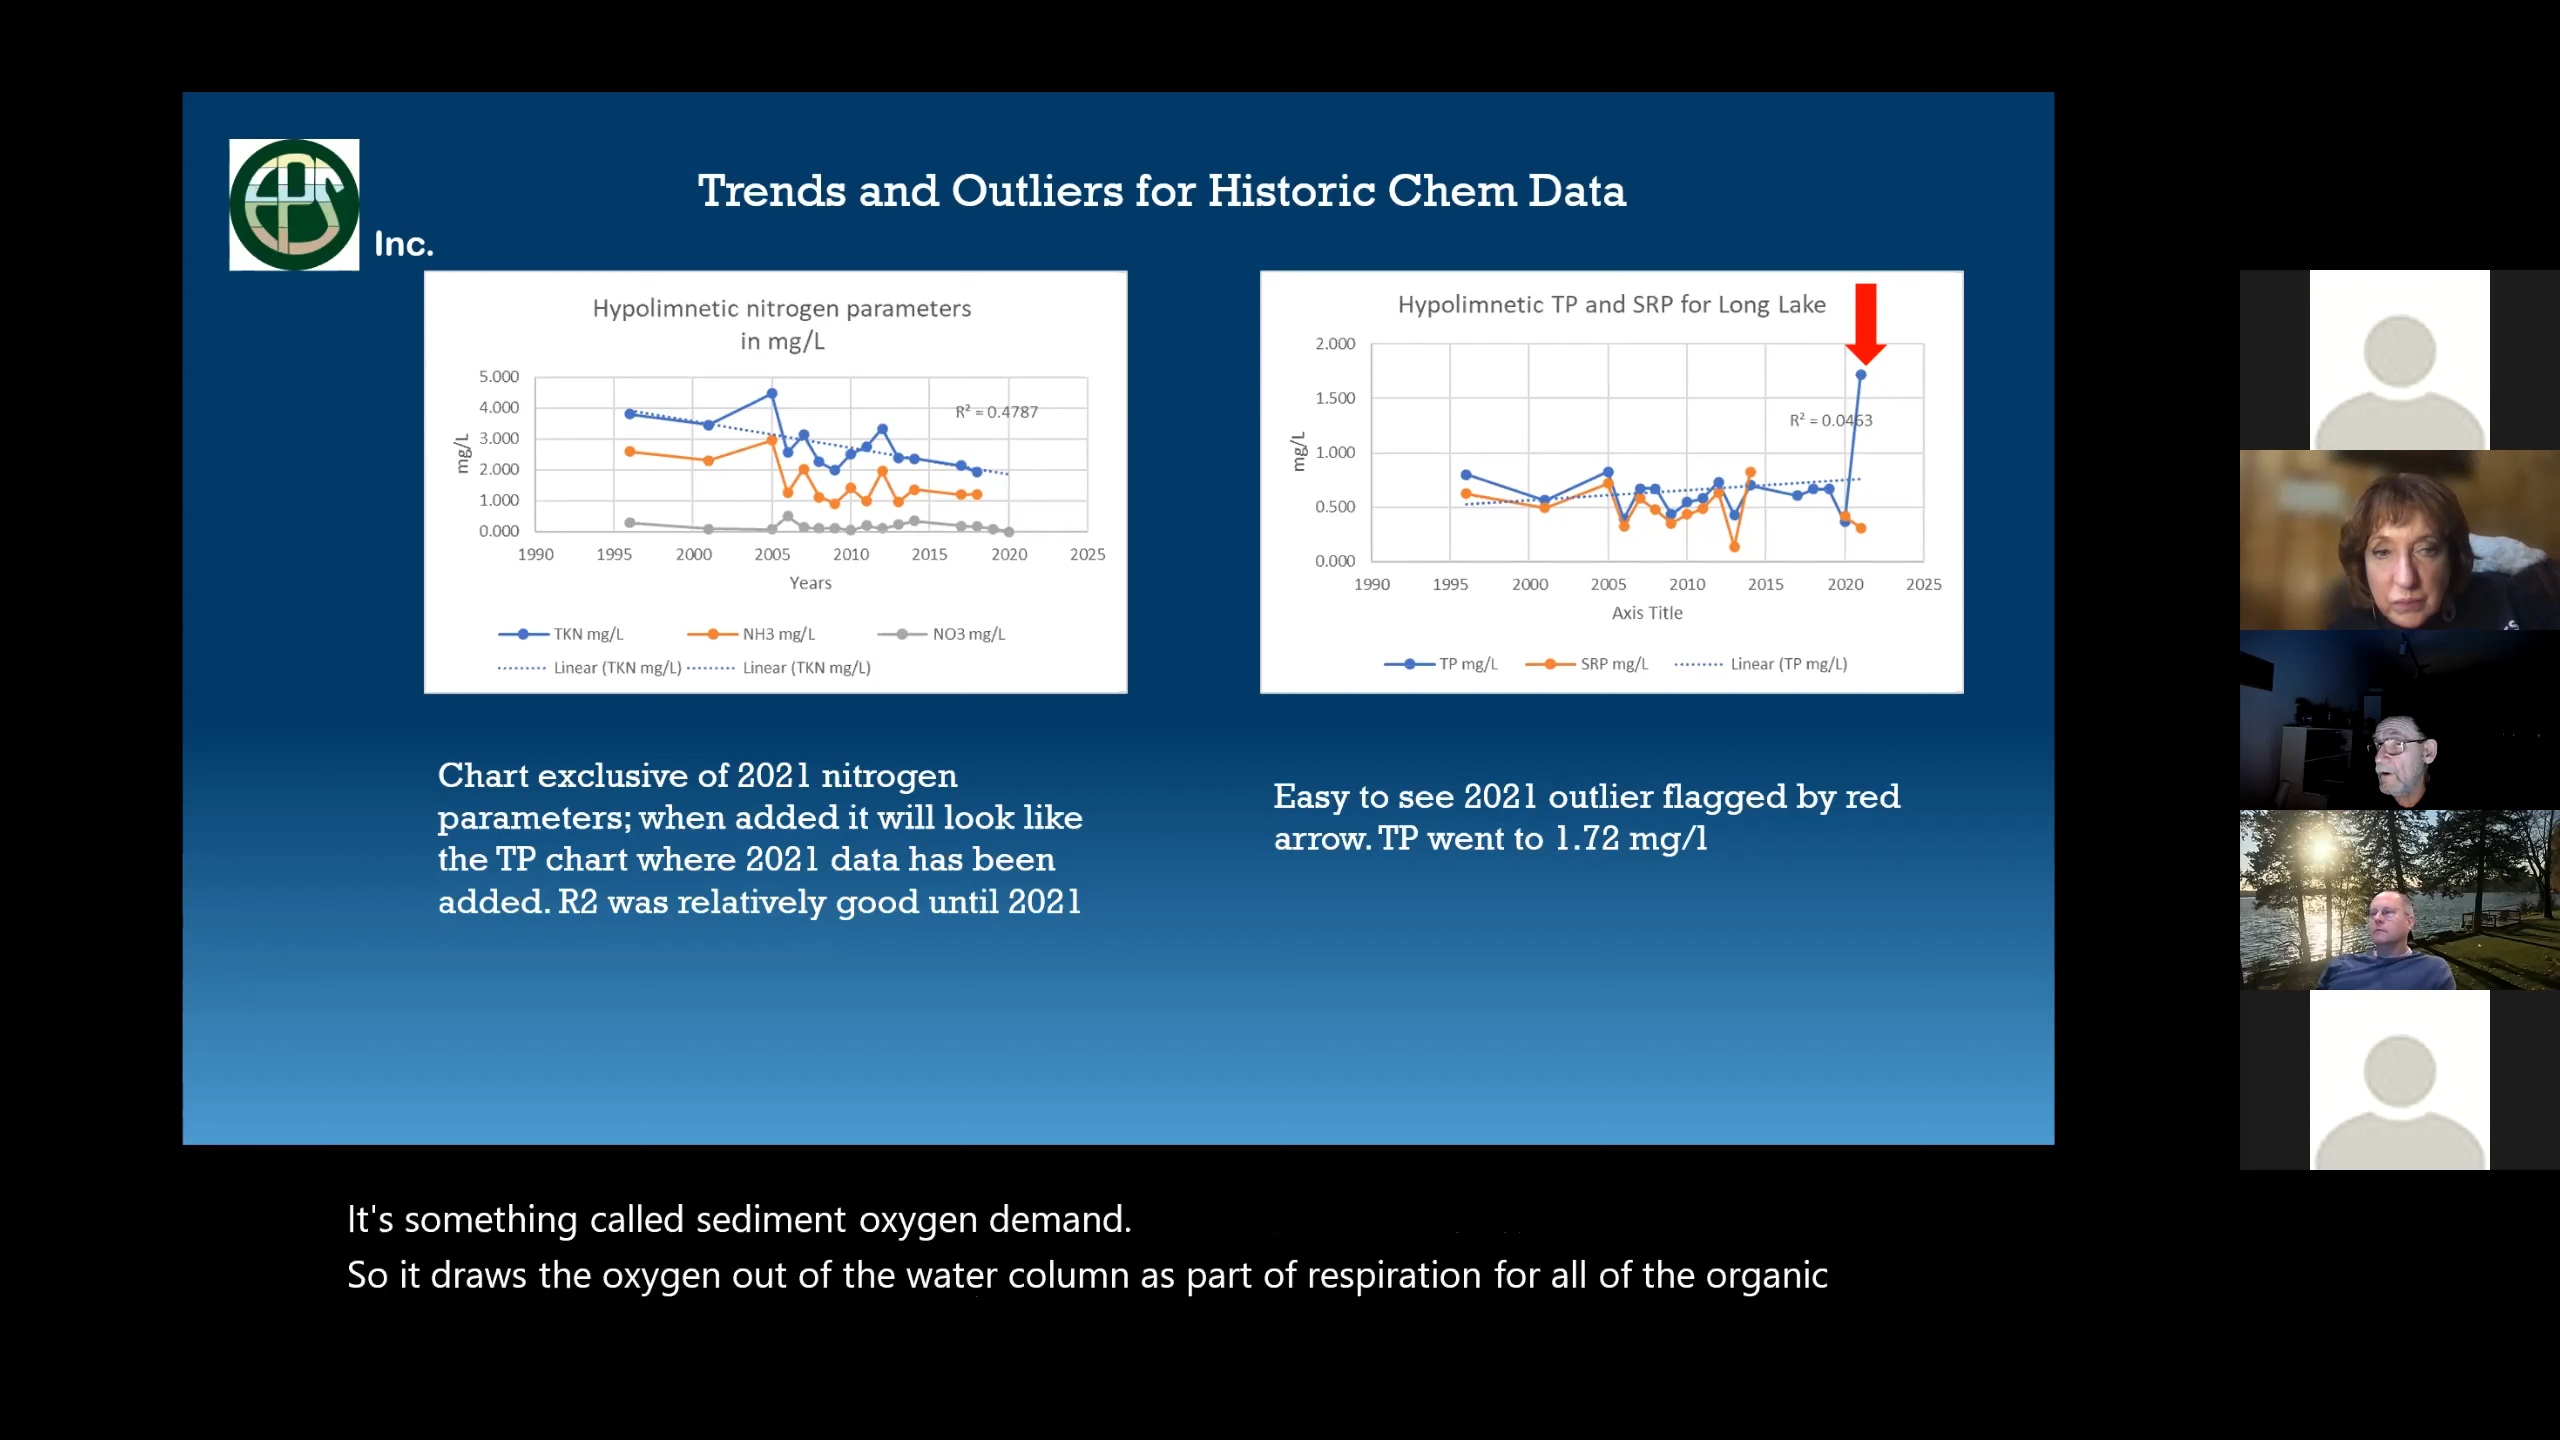 Trends and Outliers for Historic Chem Data
EPS
Inc.
Hypolimnetic nitrogen parameters
in mg/L
5.000
4.000
3.000
2.000
1.000
0.000
mg/L
R² = 0.4787
1990 1995 2000 2005 2010 2015 2020 2025
Years
TKN mg/L NH3 mg/L NO3 mg/L
Linear (TKN mg/L) Linear (TKN mg/L)
Hypolimnetic TP and SRP for Long Lake
2.000
1.500
1.000
0.500
0.000
mg/L
R² = 0.0463
1990 1995 2000 2005 2010 2015 2020 2025
Axis Title
TP mg/L SRP mg/L Linear (TP mg/L)
Chart exclusive of 2021 nitrogen
parameters; when added it will look like
the TP chart where 2021 data has been
added. R2 was relatively good until 2021
Easy to see 2021 outlier flagged by red
arrow. TP went to 1.72 mg/l
It's something called sediment oxygen demand.
So it draws the oxygen out of the water column as part of respiration for all of the organic